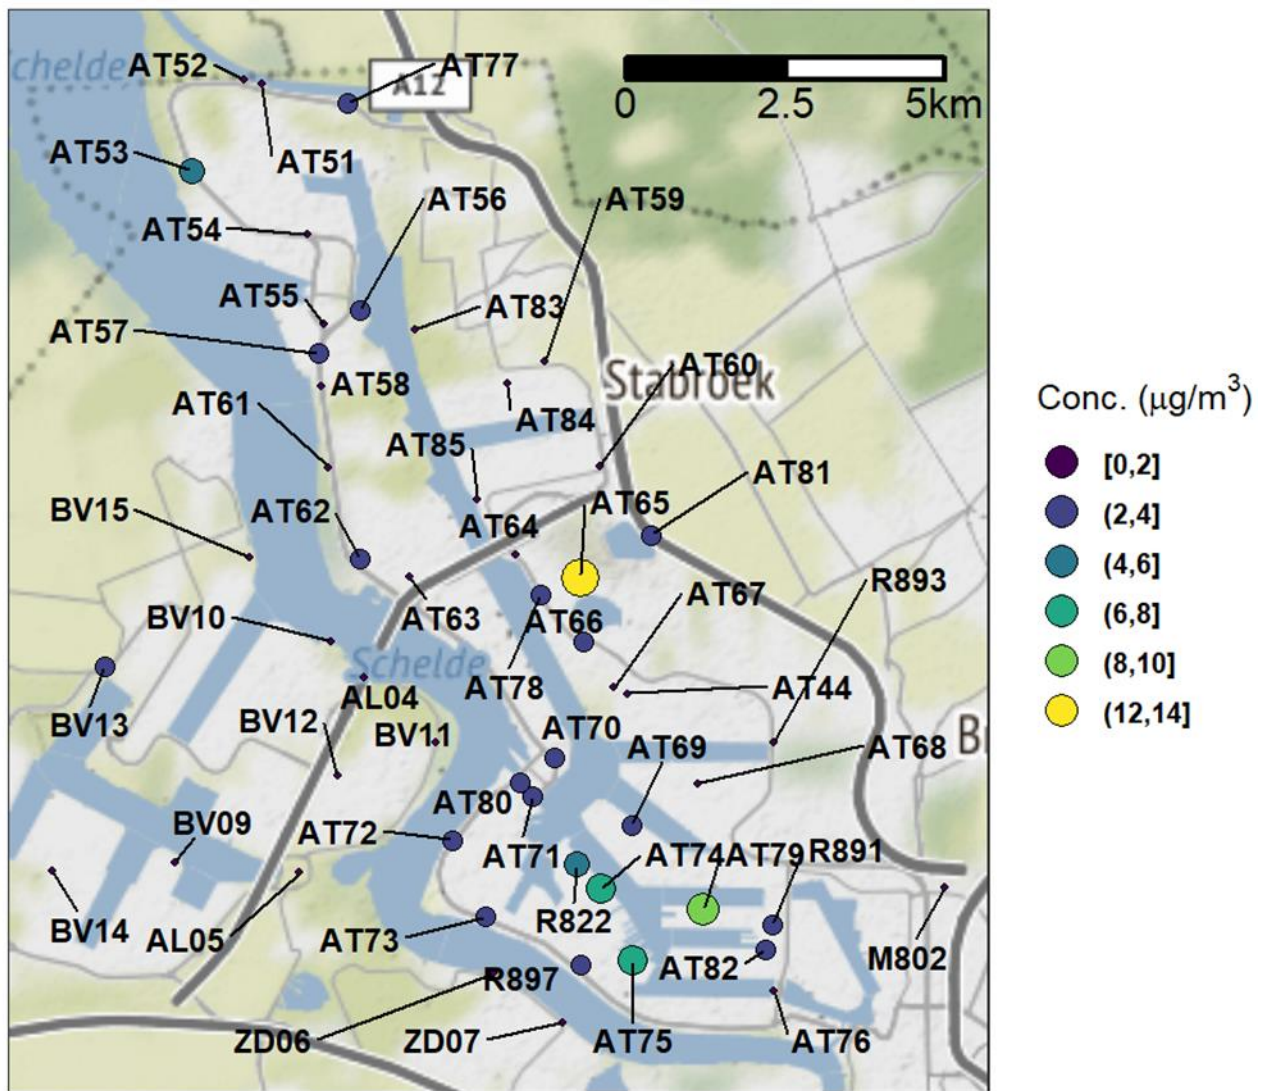 chelde
AT52
AT77
A12
0
2.5
5km
AT53
AT51
AT56
AT59
AT54
AT55
AT83
AT57
Stabroek
AT60
AT58
AT61
AT84
AT85
AT81
BV15
AT62
AT64
AT65
R893
AT67
BV10
AT63
AT66
Schelde
AT78
AT44
AL04
BV13
BV12
BV11
AT70
AT69
AT68
Br
AT80
BV09
AT72
AT71
AT74
AT79
R891
R822
BV14
AL05
AT73
AT82
M802
R897
ZD06
ZD07
AT75
AT76
Conc. (μg/m³)
[0,2]
(2,4]
(4,6]
(6,8]
(8,10]
(12,14]